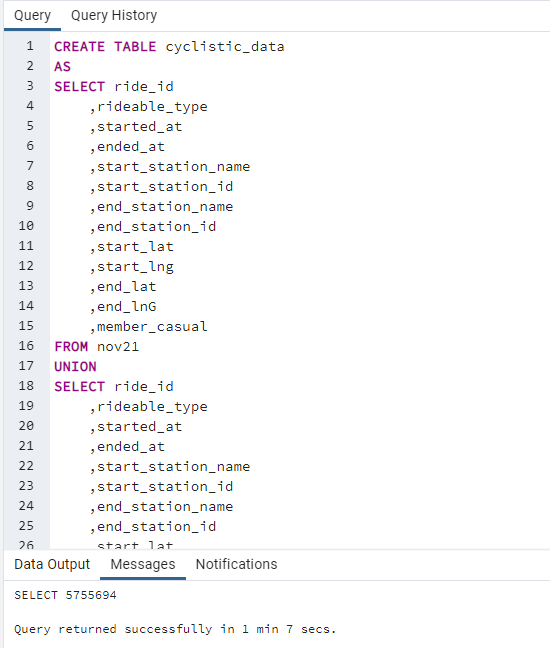 Query Query History
1 CREATE TABLE cyclistic_data
2 AS
3 SELECT ride_id
4 ,rideable_type
5 ,started_at
6 ,ended_at
7 ,start_station_name
8 ,start_station_id
9 ,end_station_name
10 ,end_station_id
11 ,start_lat
12 ,start_lng
13 ,end_lat
14 ,end_lnG
15 ,member_casual
16 FROM nov21
17 UNION
18 SELECT ride_id
19 ,rideable_type
20 ,started_at
21 ,ended_at
22 ,start_station_name
23 ,start_station_id
24 ,end_station_name
25 ,end_station_id
26 ,start_lat
Data Output Messages Notifications
SELECT 5755694
Query returned successfully in 1 min 7 secs.